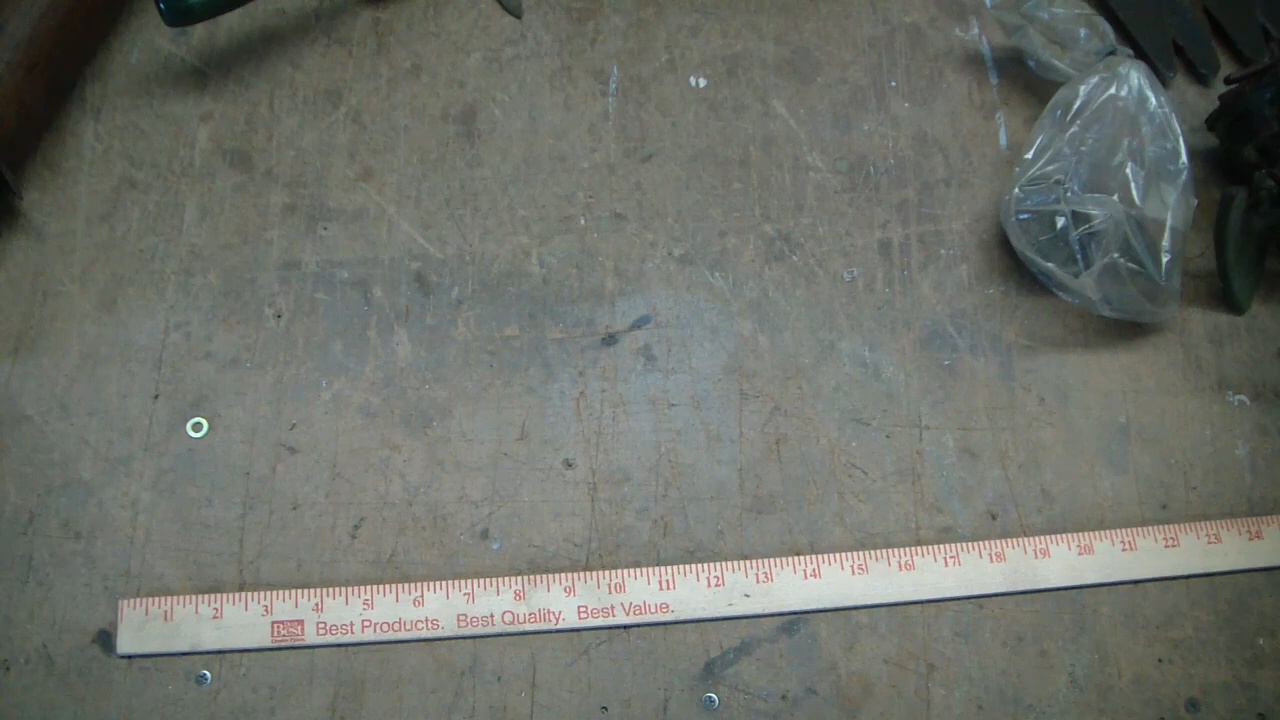 1 2 3 4 5 6 7 8 9 10 11 12 13 14 15 16 17 18 19 20 21 22 23 24
Best Best Products. Best Quality. Best Value.